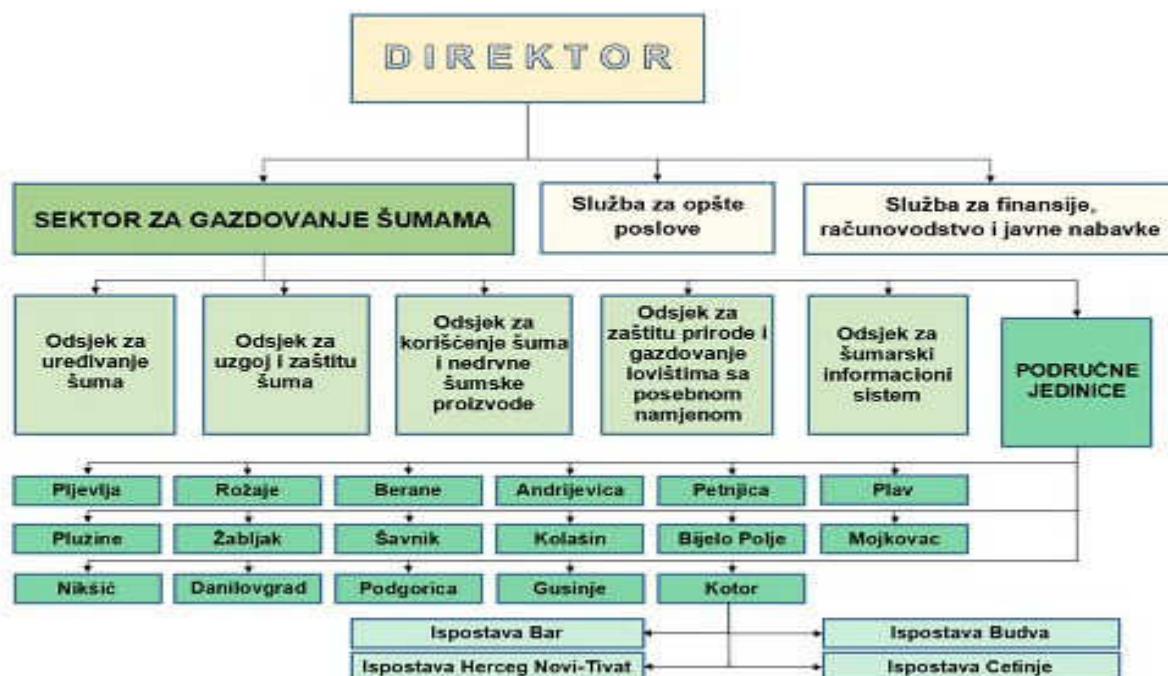 DIREKTOR
SEKTOR ZA GAZDOVANJE ŠUMAMA
Služba za opšte
poslove
Služba za finansije,
računovodstvo i javne nabavke
Odsjek za
uređivanje
šuma
Odsjek za
uzgoj i zaštitu
šuma
Odsjek za
korišćenje šuma
i nedrvne
šumske
proizvode
Odsjek za
zaštitu prirode i
gazdovanje
lovištima sa
posebnom
namjenom
Odsjek za
šumarski
informacioni
sistem
PODRUČNE
JEDINICE
Pljevlja
Rožaje
Berane
Andrijevica
Petnjica
Plav
Plužine
Žabljak
Šavnik
Kolašin
Bijelo Polje
Mojkovac
Nikšić
Danilovgrad
Podgorica
Gusinje
Kotor
Ispostava Bar
Ispostava Budva
Ispostava Herceg Novi-Tivat
Ispostava Cetinje